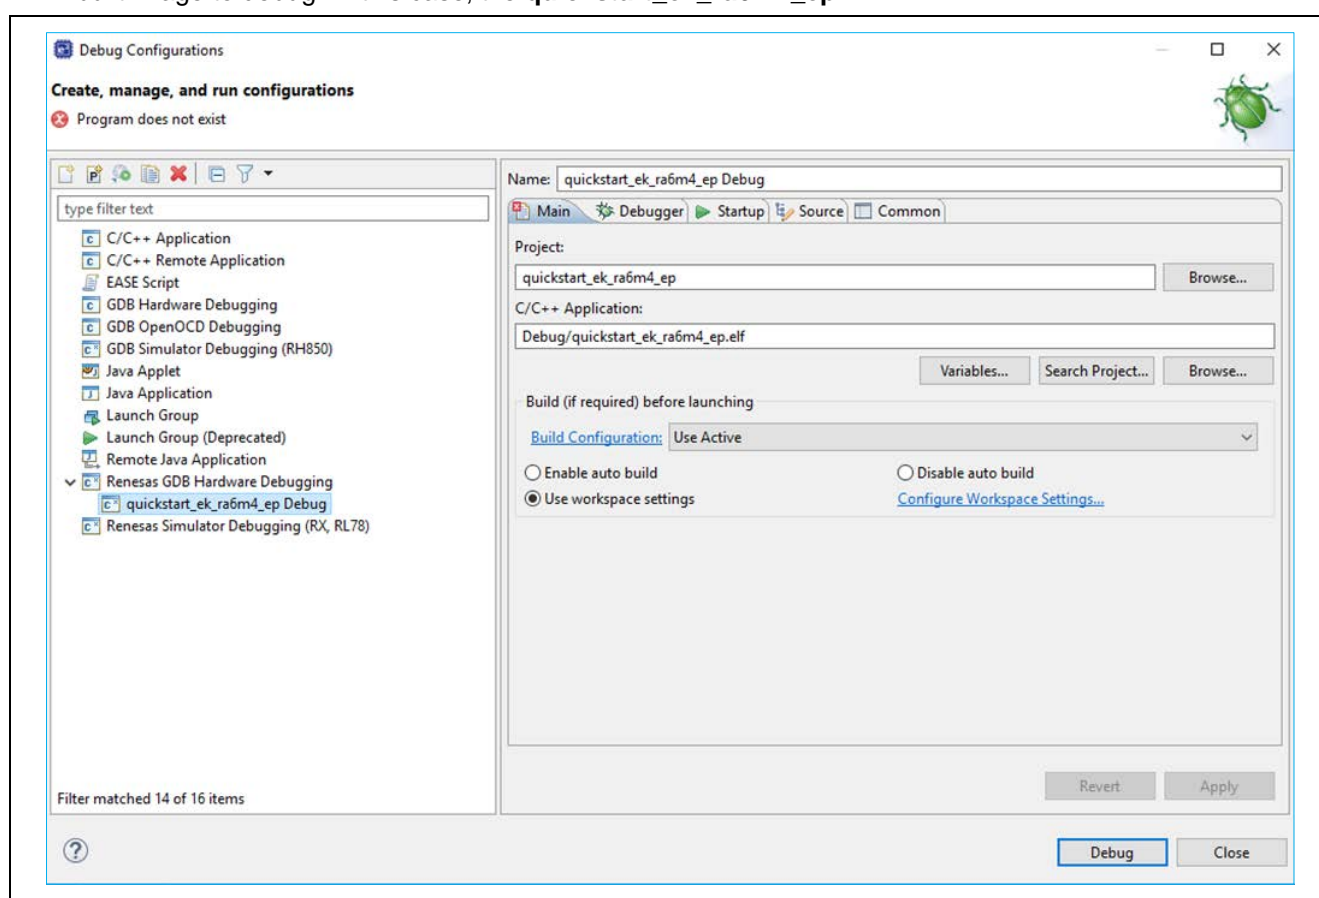 Debug Configurations
Create, manage, and run configurations
Program does not exist
Name: quickstart_ek_ra6m4_ep Debug
type filter text
Main Debugger Startup Source Common
C/C++ Application
C/C++ Remote Application
EASE Script
GDB Hardware Debugging
GDB OpenOCD Debugging
GDB Simulator Debugging (RH850)
Java Applet
Java Application
Launch Group
Launch Group (Deprecated)
Remote Java Application
Renesas GDB Hardware Debugging
quickstart_ek_ra6m4_ep Debug
Renesas Simulator Debugging (RX, RL78)
Filter matched 14 of 16 items
Project:
quickstart_ek_ra6m4_ep Browse...
C/C++ Application:
Debug/quickstart_ek_ra6m4_ep.elf
Variables... Search Project... Browse...
Build (if required) before launching
Build Configuration: Use Active
Enable auto build Disable auto build
Use workspace settings Configure Workspace Settings...
Revert Apply
Debug Close